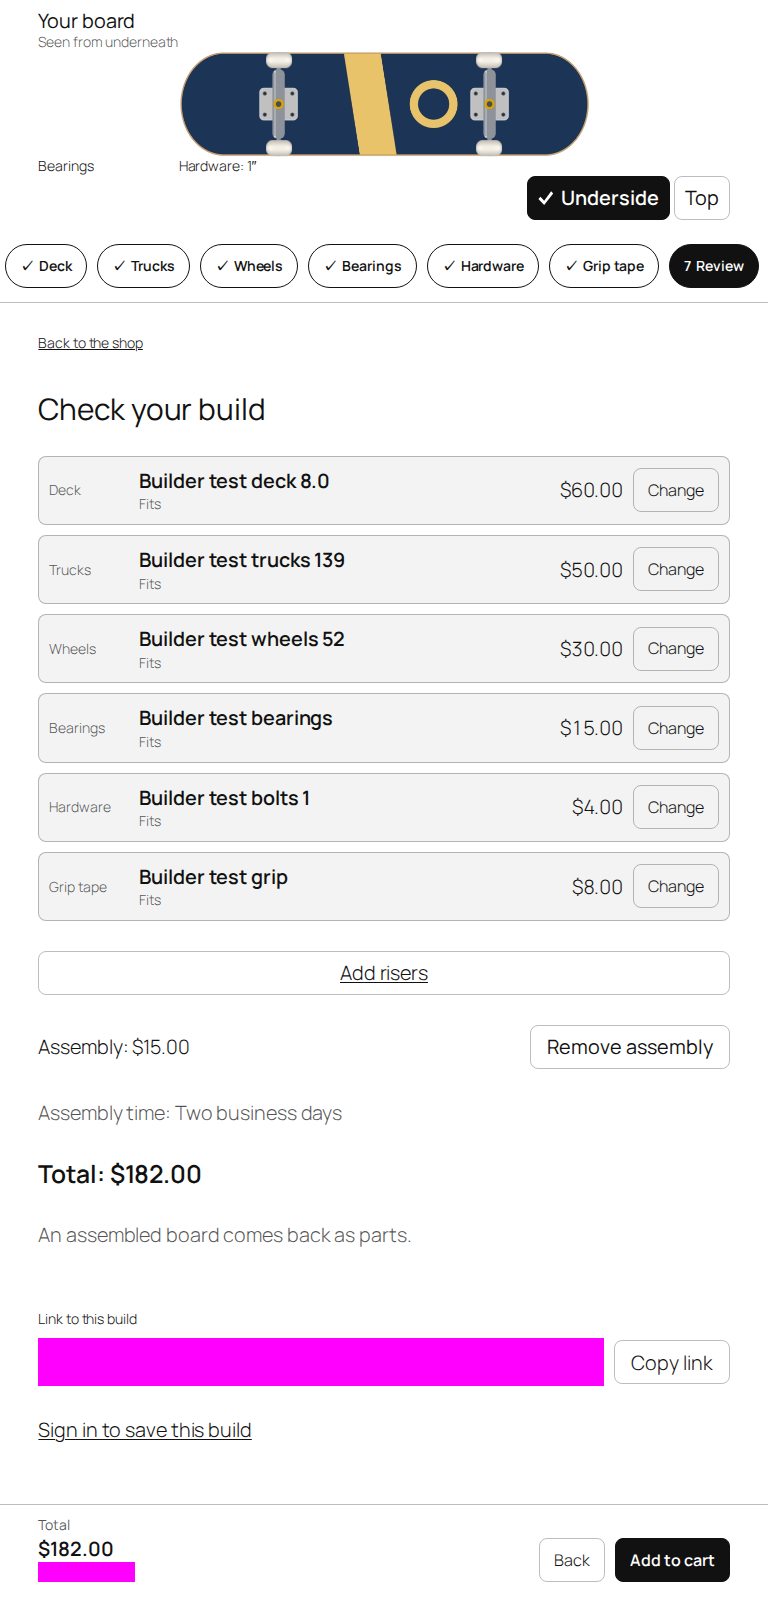 Your board
Seen from underneath
Bearings
Hardware: 1″
✓ Underside
Top
✓ Deck
✓ Trucks
✓ Wheels
✓ Bearings
✓ Hardware
✓ Grip tape
7 Review
Back to the shop
Check your build
Deck
Builder test deck 8.0
Fits
$60.00
Change
Trucks
Builder test trucks 139
Fits
$50.00
Change
Wheels
Builder test wheels 52
Fits
$30.00
Change
Bearings
Builder test bearings
Fits
$15.00
Change
Hardware
Builder test bolts 1
Fits
$4.00
Change
Grip tape
Builder test grip
Fits
$8.00
Change
Add risers
Assembly: $15.00
Remove assembly
Assembly time: Two business days
Total: $182.00
An assembled board comes back as parts.
Link to this build
Copy link
Sign in to save this build
Total
$182.00
Back
Add to cart